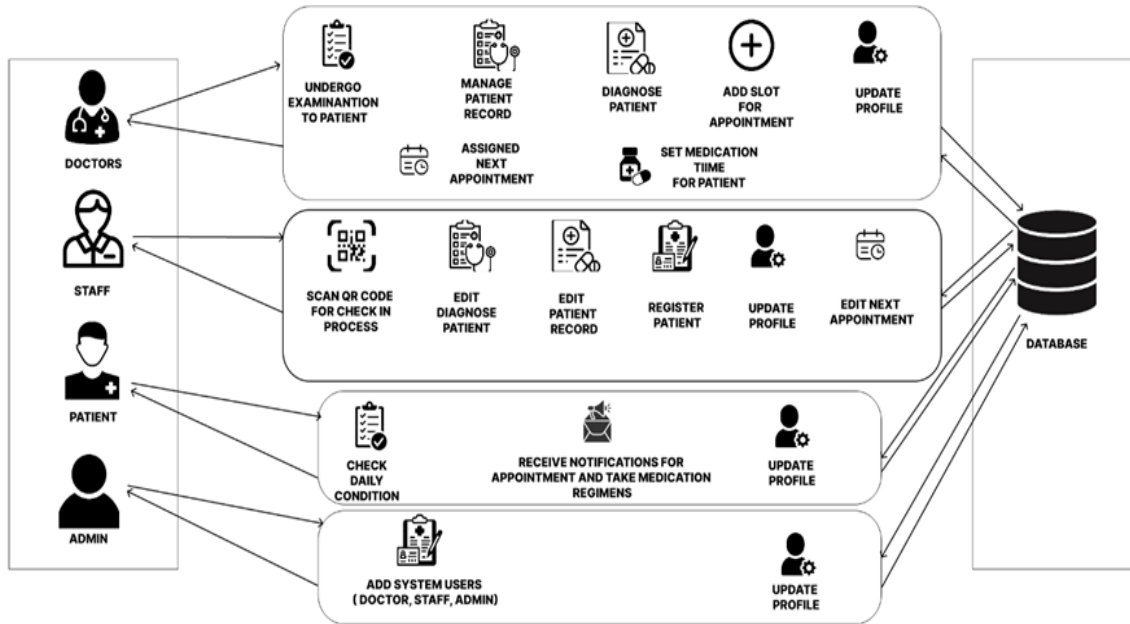 DOCTORS
STAFF
PATIENT
ADMIN
UNDERGO
EXAMINANTION
TO PATIENT
MANAGE
PATIENT
RECORD
DIAGNOSE
PATIENT
ADD SLOT
FOR
APPOINTMENT
UPDATE
PROFILE
ASSIGNED
NEXT
APPOINTMENT
SET MEDICATION
TIIME
FOR PATIENT
SCAN QR CODE
FOR CHECK IN
PROCESS
EDIT
DIAGNOSE
PATIENT
EDIT
PATIENT
RECORD
REGISTER
PATIENT
UPDATE
PROFILE
EDIT NEXT
APPOINTMENT
CHECK
DAILY
CONDITION
RECEIVE NOTIFICATIONS FOR
APPOINTMENT AND TAKE MEDICATION
REGIMENS
UPDATE
PROFILE
ADD SYSTEM USERS
( DOCTOR, STAFF, ADMIN)
UPDATE
PROFILE
DATABASE